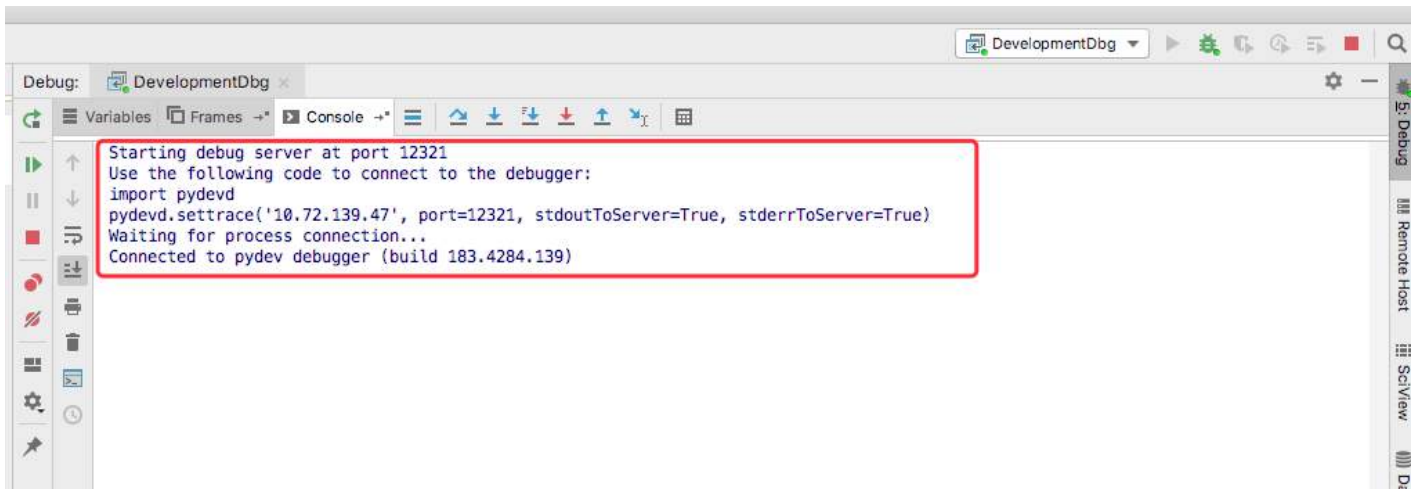 DevelopmentDbg
Debug: DevelopmentDbg
Variables Frames Console
Starting debug server at port 12321
Use the following code to connect to the debugger:
import pydevd
pydevd.settrace('10.72.139.47', port=12321, stdoutToServer=True, stderrToServer=True)
Waiting for process connection...
Connected to pydev debugger (build 183.4284.139)
5: Debug
Remote Host
SciView